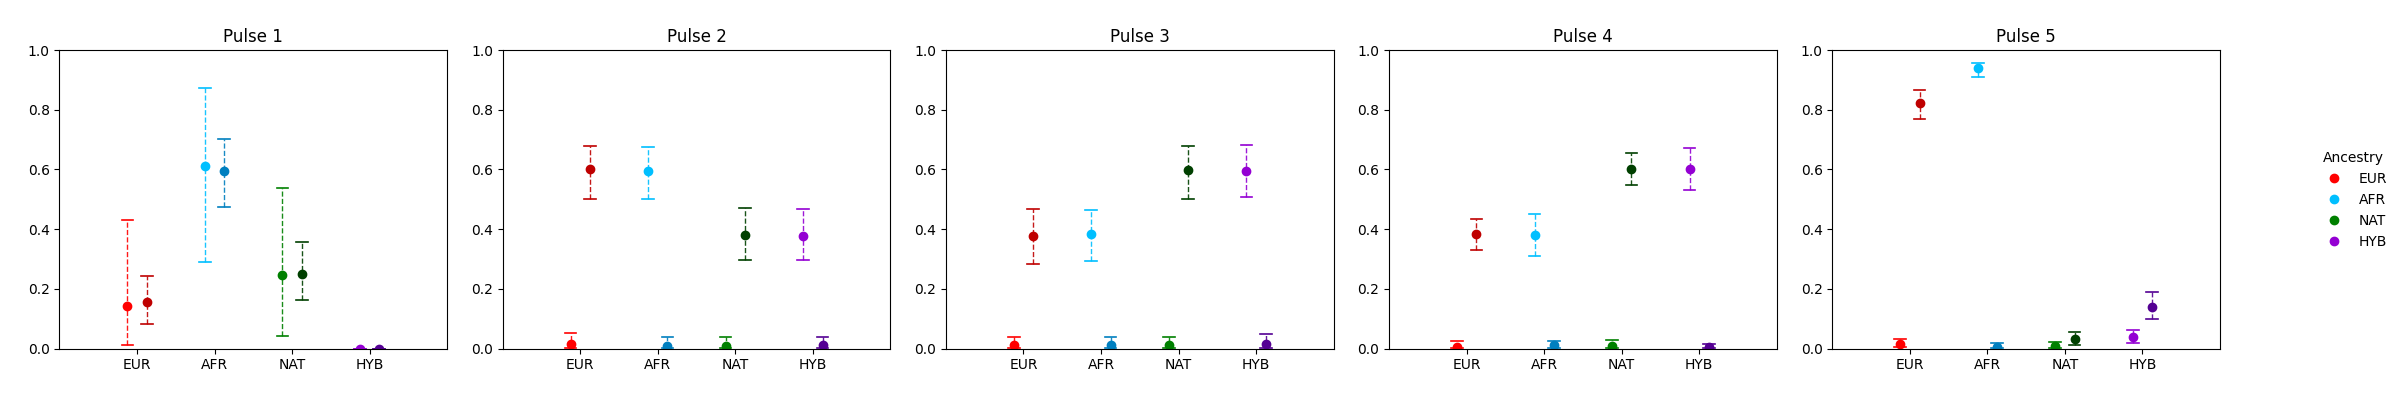 Pulse 1 Pulse 2 Pulse 3 Pulse 4 Pulse 5
1.0 1.0 1.0 1.0 1.0
0.8 0.8 0.8 0.8 0.8
0.6 0.6 0.6 0.6 0.6
0.4 0.4 0.4 0.4 0.4
0.2 0.2 0.2 0.2 0.2
0.0 0.0 0.0 0.0 0.0
EUR AFR NAT HYB EUR AFR NAT HYB EUR AFR NAT HYB EUR AFR NAT HYB EUR AFR NAT HYB
Ancestry
EUR
AFR
NAT
HYB